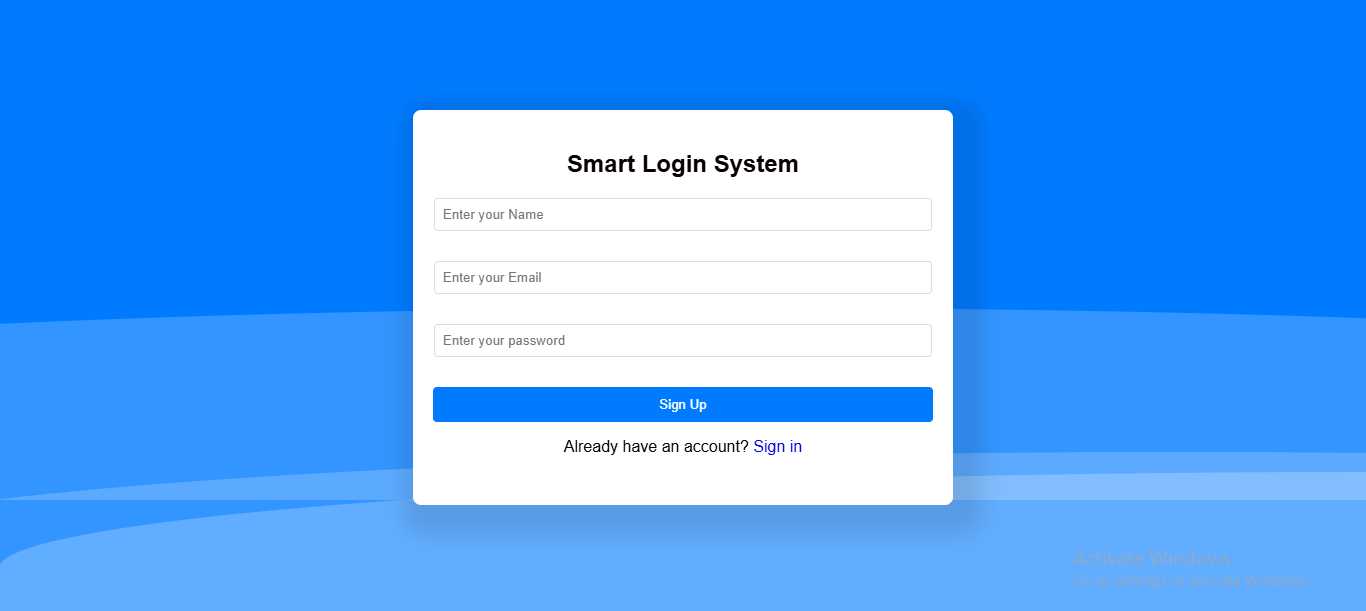 Smart Login System
Enter your Name
Enter your Email
Enter your password
Sign Up
Already have an account? Sign in
Activate Windows
Go to Settings to activate Windows.